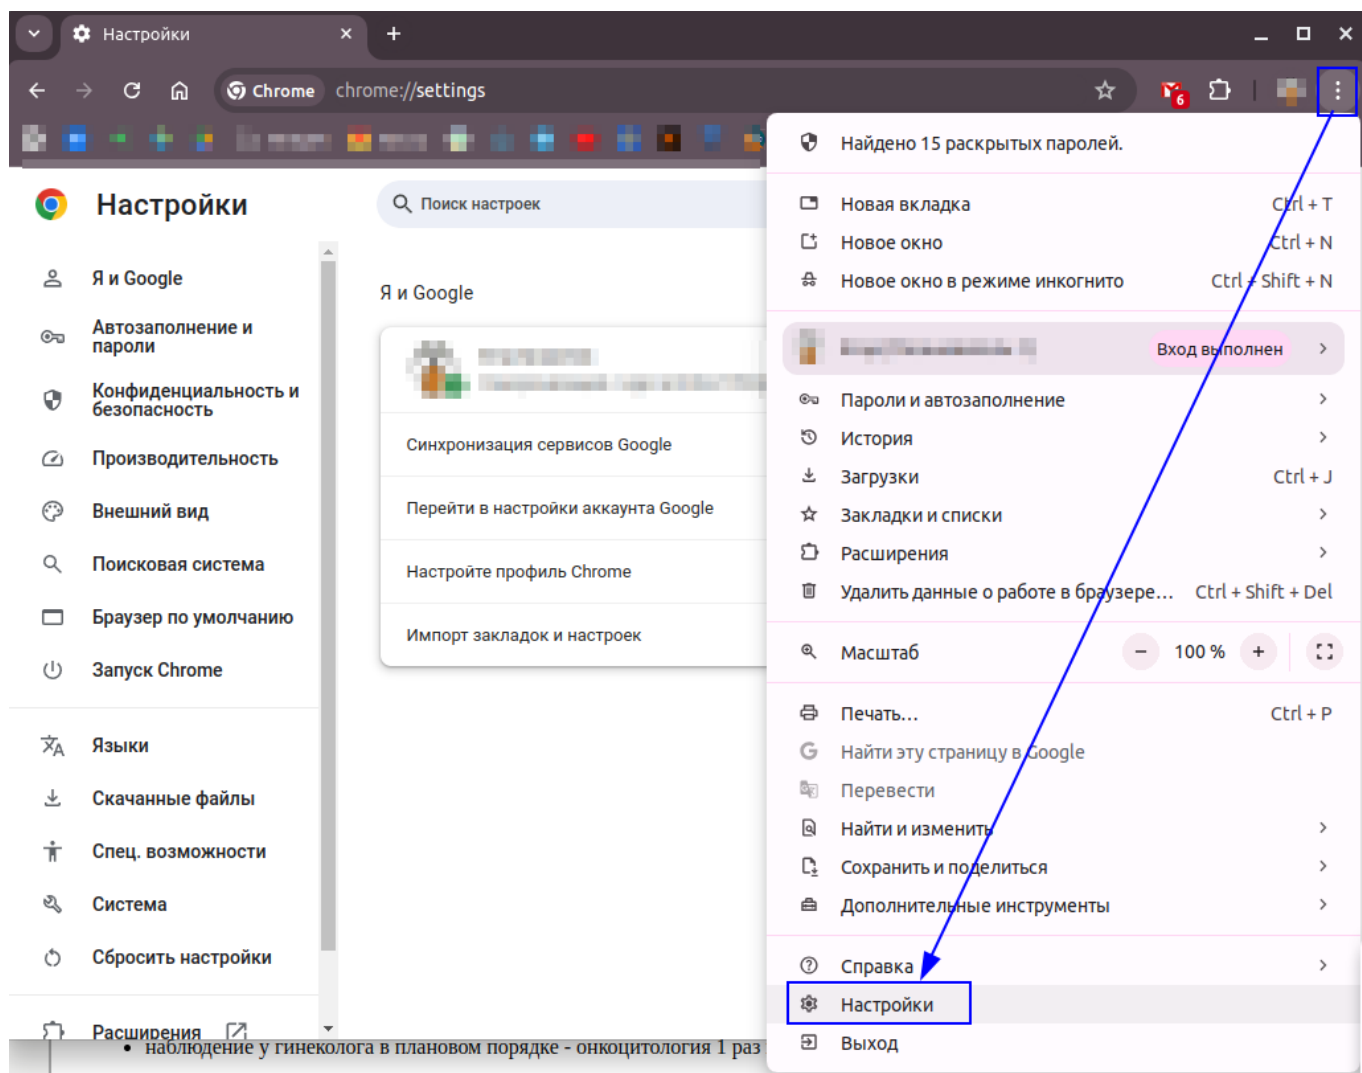 Настройки
Chrome chrome://settings
6
Настройки
Поиск настроек
Я и Google
Автозаполнение и
пароли
Конфиденциальность и
безопасность
Производительность
Внешний вид
Поисковая система
Браузер по умолчанию
Запуск Chrome
Языки
Скачанные файлы
Спец. возможности
Система
Сбросить настройки
Расширения
Я и Google
Синхронизация сервисов Google
Перейти в настройки аккаунта Google
Настройте профиль Chrome
Импорт закладок и настроек
Найдено 15 раскрытых паролей.
Новая вкладка Ctrl + T
Новое окно Ctrl + N
Новое окно в режиме инкогнито Ctrl + Shift + N
Вход выполнен
Пароли и автозаполнение
История
Загрузки Ctrl + J
Закладки и списки
Расширения
Удалить данные о работе в браузере... Ctrl + Shift + Del
Масштаб − 100 % +
Печать... Ctrl + P
Найти эту страницу в Google
Перевести
Найти и изменить
Сохранить и поделиться
Дополнительные инструменты
Справка
Настройки
Выход
• наблюдение у гинеколога в плановом порядке - онкоцитология 1 раз